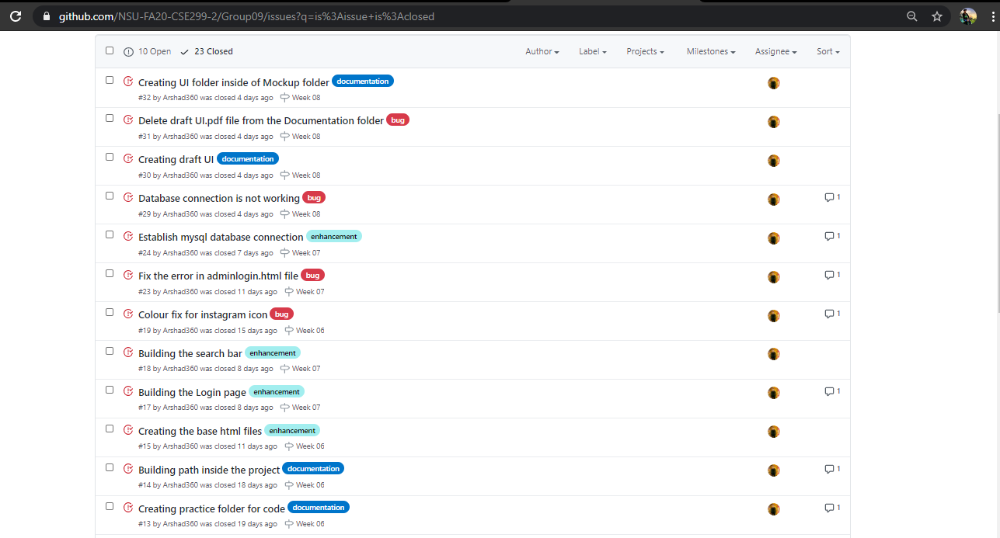 github.com/NSU-FA20-CSE299-2/Group09/issues?q=is%3Aissue+is%3Aclosed
10 Open 23 Closed Author Label Projects Milestones Assignee Sort
Creating UI folder inside of Mockup folder documentation
#32 by Arshad360 was closed 4 days ago Week 08
Delete draft UI.pdf file from the Documentation folder bug
#31 by Arshad360 was closed 4 days ago Week 08
Creating draft UI documentation
#30 by Arshad360 was closed 4 days ago Week 08
Database connection is not working bug 1
#29 by Arshad360 was closed 4 days ago Week 08
Establish mysql database connection enhancement 1
#24 by Arshad360 was closed 7 days ago Week 07
Fix the error in adminlogin.html file bug 1
#23 by Arshad360 was closed 11 days ago Week 07
Colour fix for instagram icon bug 1
#19 by Arshad360 was closed 15 days ago Week 06
Building the search bar enhancement
#18 by Arshad360 was closed 8 days ago Week 07
Building the Login page enhancement 1
#17 by Arshad360 was closed 8 days ago Week 07
Creating the base html files enhancement
#15 by Arshad360 was closed 11 days ago Week 06
Building path inside the project documentation 1
#14 by Arshad360 was closed 18 days ago Week 06
Creating practice folder for code documentation 1
#13 by Arshad360 was closed 19 days ago Week 06